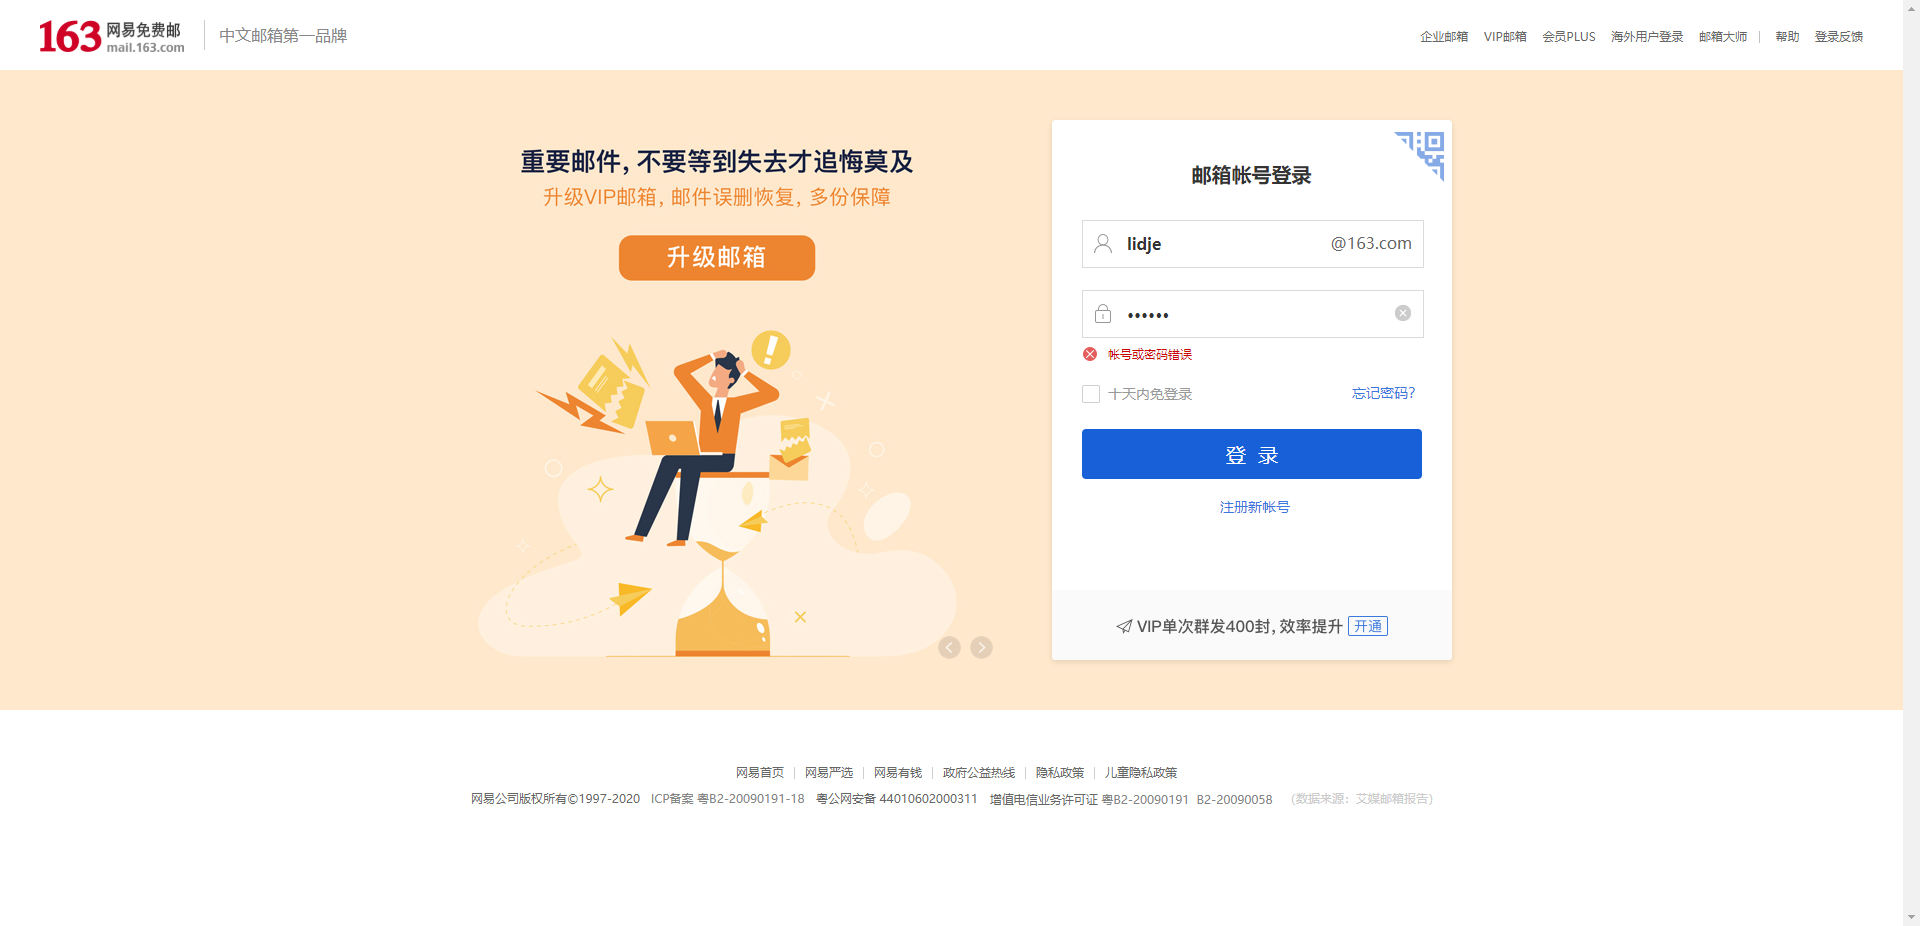 163 网易免费邮
mail.163.com
中文邮箱第一品牌
企业邮箱 VIP邮箱 会员PLUS 海外用户登录 邮箱大师 | 帮助 登录反馈
重要邮件, 不要等到失去才追悔莫及
升级VIP邮箱, 邮件误删恢复, 多份保障
升级邮箱
邮箱帐号登录
lidje @163.com
••••••
帐号或密码错误
十天内免登录 忘记密码?
登 录
注册新帐号
VIP单次群发400封, 效率提升 开通
网易首页 | 网易严选 | 网易有钱 | 政府公益热线 | 隐私政策 | 儿童隐私政策
网易公司版权所有©1997-2020 ICP备案 粤B2-20090191-18 粤公网安备 44010602000311 增值电信业务许可证 粤B2-20090191 B2-20090058 （数据来源：艾媒邮箱报告）